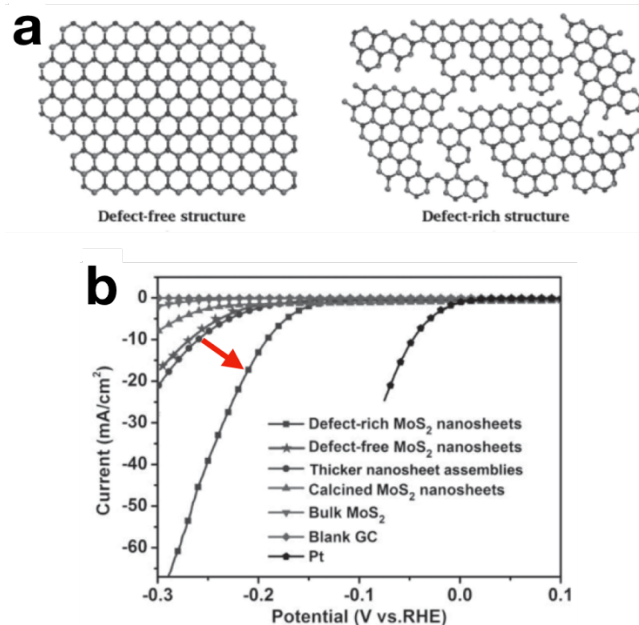 a
Defect-free structure
Defect-rich structure
b
Current (mA/cm²)
0
-10
-20
-30
-40
-50
-60
Defect-rich MoS₂ nanosheets
Defect-free MoS₂ nanosheets
Thicker nanosheet assemblies
Calcined MoS₂ nanosheets
Bulk MoS₂
Blank GC
Pt
-0.3 -0.2 -0.1 0.0 0.1
Potential (V vs.RHE)